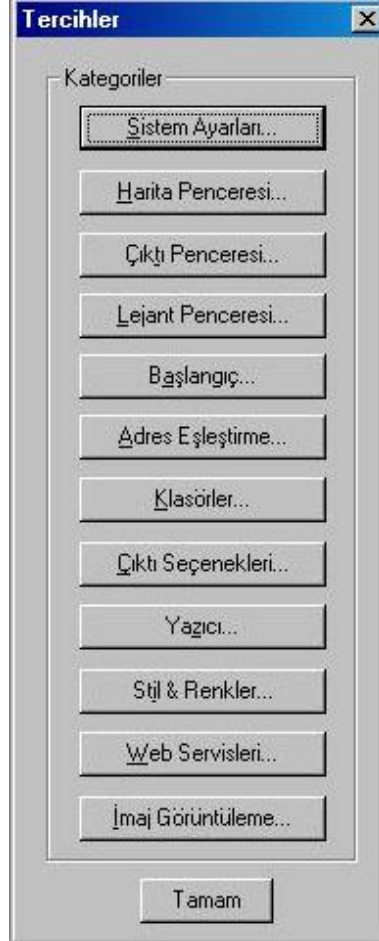 Tercihler
Kategoriler
Sistem Ayarları...
Harita Penceresi...
Çıktı Penceresi...
Lejant Penceresi...
Başlangıç...
Adres Eşleştirme...
Klasörler...
Çıktı Seçenekleri...
Yazıcı...
Stil & Renkler...
Web Servisleri...
İmaj Görüntüleme...
Tamam